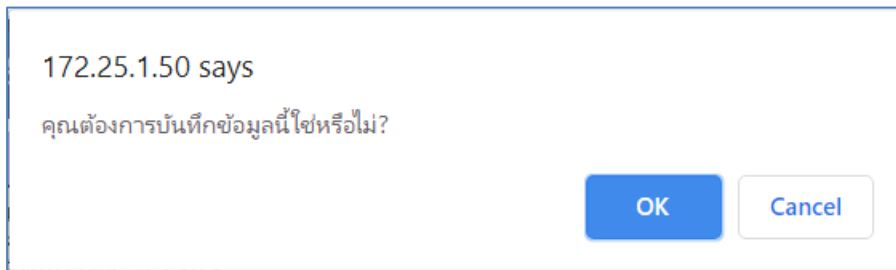 172.25.1.50 says
คุณต้องการบันทึกข้อมูลนี้ใช่หรือไม่?
OK Cancel